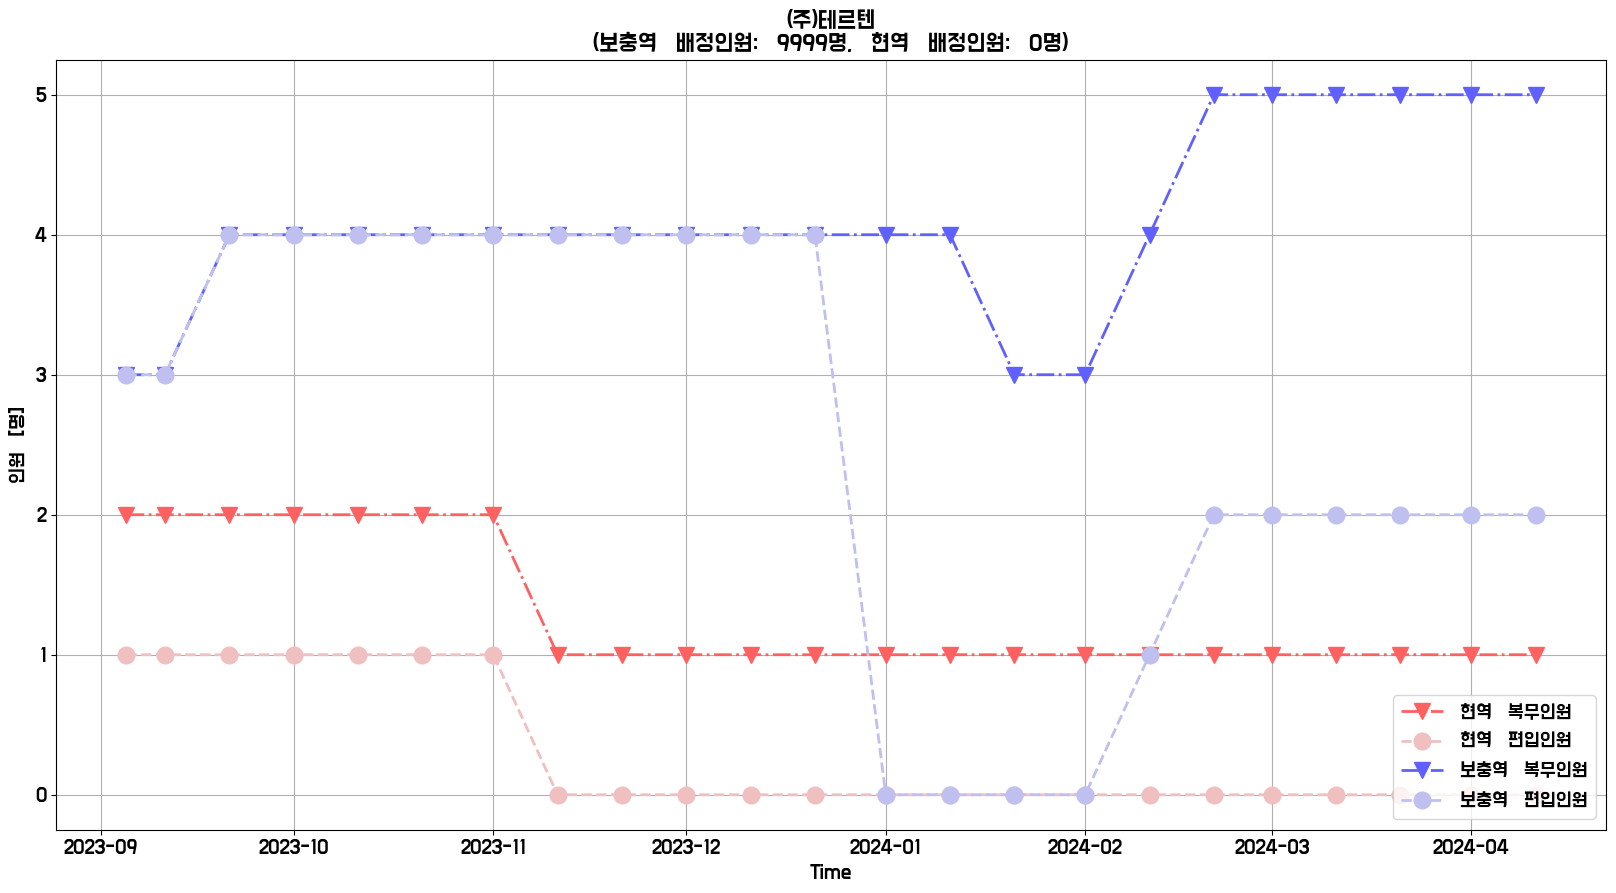 (주)테르텐
(보충역 배정인원: 9999명, 현역 배정인원: 0명)
5
4
3
2
1
0
인원 [명]
2023-09 2023-10 2023-11 2023-12 2024-01 2024-02 2024-03 2024-04
Time
현역 복무인원
현역 편입인원
보충역 복무인원
보충역 편입인원